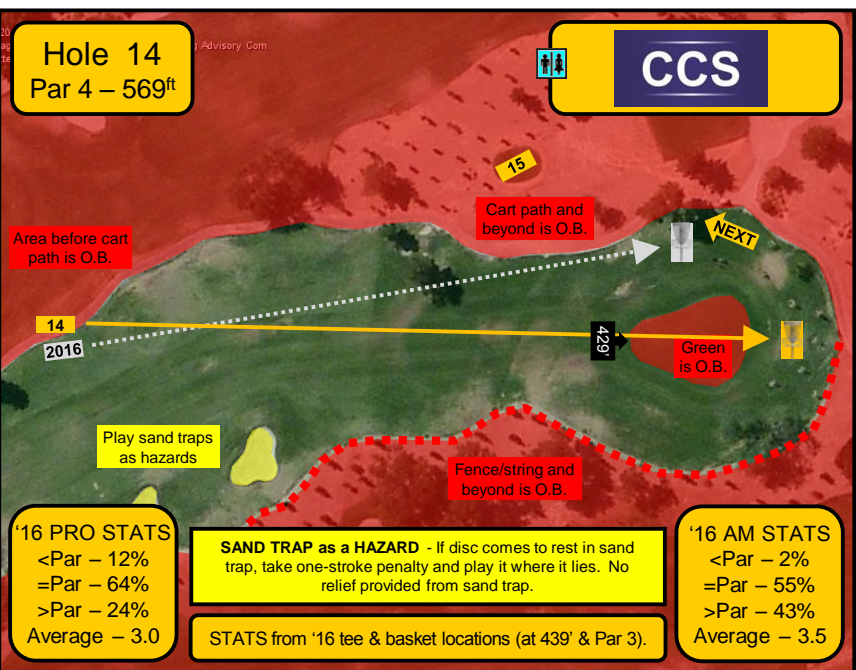 Hole 14
Par 4 – 569ft
Advisory Com
CCS
15
Cart path and
beyond is O.B.
NEXT
Area before cart
path is O.B.
14
2016
429'
Green
is O.B.
Play sand traps
as hazards
Fence/string and
beyond is O.B.
'16 PRO STATS
<Par – 12%
=Par – 64%
>Par – 24%
Average – 3.0
SAND TRAP as a HAZARD - If disc comes to rest in sand
trap, take one-stroke penalty and play it where it lies. No
relief provided from sand trap.
STATS from '16 tee & basket locations (at 439' & Par 3).
'16 AM STATS
<Par – 2%
=Par – 55%
>Par – 43%
Average – 3.5